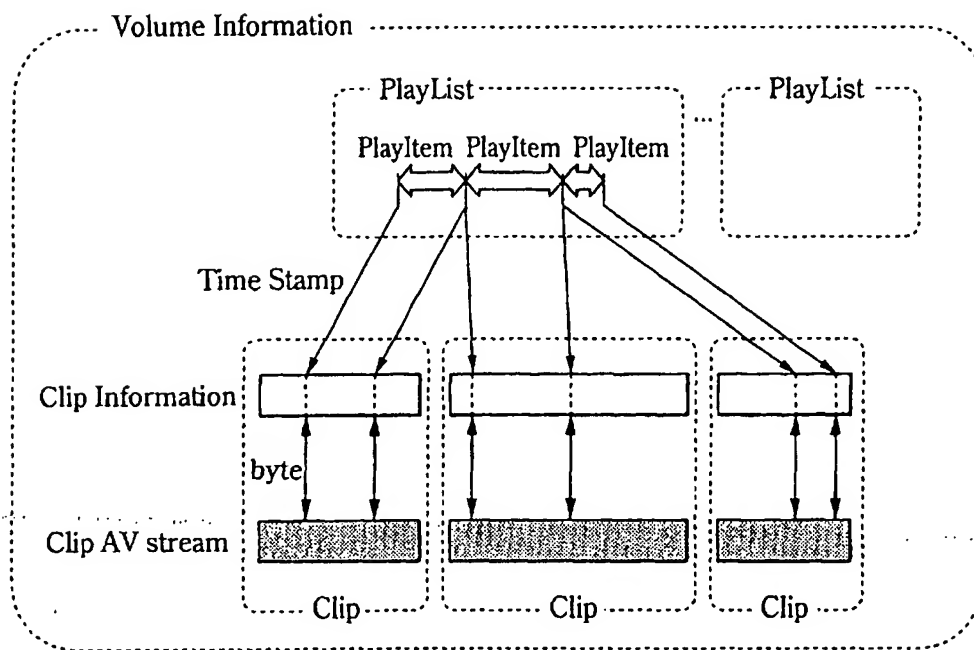 Volume Information
PlayList
PlayList
...
PlayItem PlayItem PlayItem
Time Stamp
Clip Information
byte
Clip AV stream
Clip
Clip
Clip